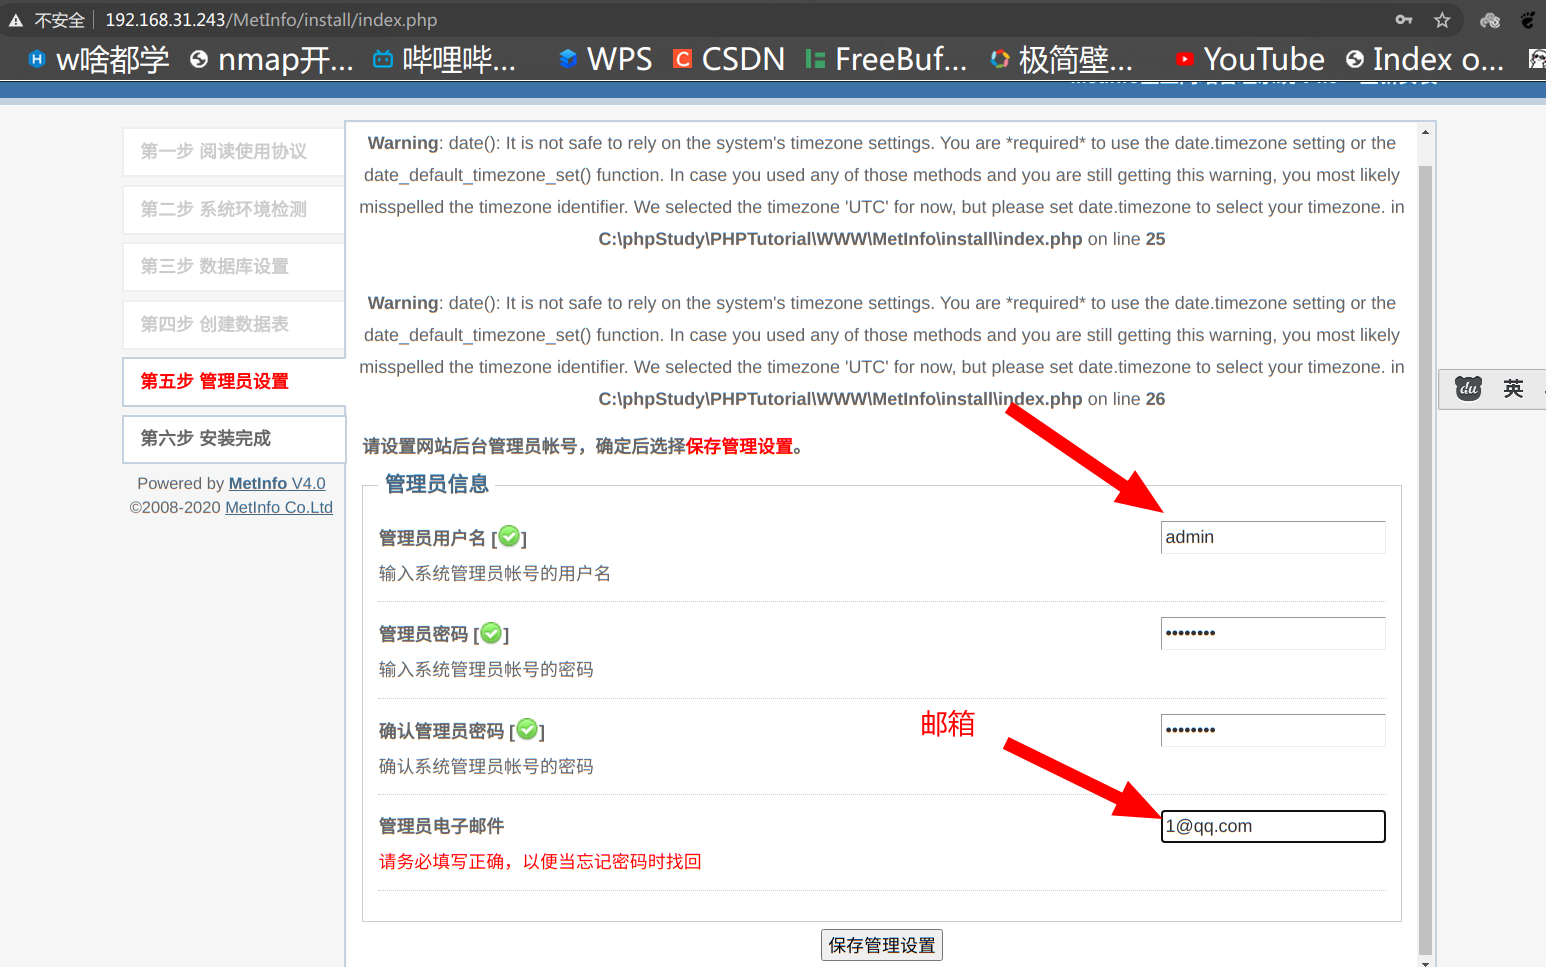 不安全 192.168.31.243/MetInfo/install/index.php
w啥都学 nmap开... 哔哩哔... WPS CSDN FreeBuf... 极简壁... YouTube Index o...
第一步 阅读使用协议
第二步 系统环境检测
第三步 数据库设置
第四步 创建数据表
第五步 管理员设置
第六步 安装完成
Powered by MetInfo V4.0
©2008-2020 MetInfo Co.Ltd
Warning: date(): It is not safe to rely on the system's timezone settings. You are *required* to use the date.timezone setting or the
date_default_timezone_set() function. In case you used any of those methods and you are still getting this warning, you most likely
misspelled the timezone identifier. We selected the timezone 'UTC' for now, but please set date.timezone to select your timezone. in
C:\phpStudy\PHPTutorial\WWW\MetInfo\install\index.php on line 25
Warning: date(): It is not safe to rely on the system's timezone settings. You are *required* to use the date.timezone setting or the
date_default_timezone_set() function. In case you used any of those methods and you are still getting this warning, you most likely
misspelled the timezone identifier. We selected the timezone 'UTC' for now, but please set date.timezone to select your timezone. in
C:\phpStudy\PHPTutorial\WWW\MetInfo\install\index.php on line 26
请设置网站后台管理员帐号，确定后选择保存管理设置。
管理员信息
管理员用户名 [ ]
admin
输入系统管理员帐号的用户名
管理员密码 [ ]
••••••••
输入系统管理员帐号的密码
确认管理员密码 [ ]
••••••••
确认系统管理员帐号的密码
邮箱
管理员电子邮件
1@qq.com
请务必填写正确，以便当忘记密码时找回
保存管理设置
du 英